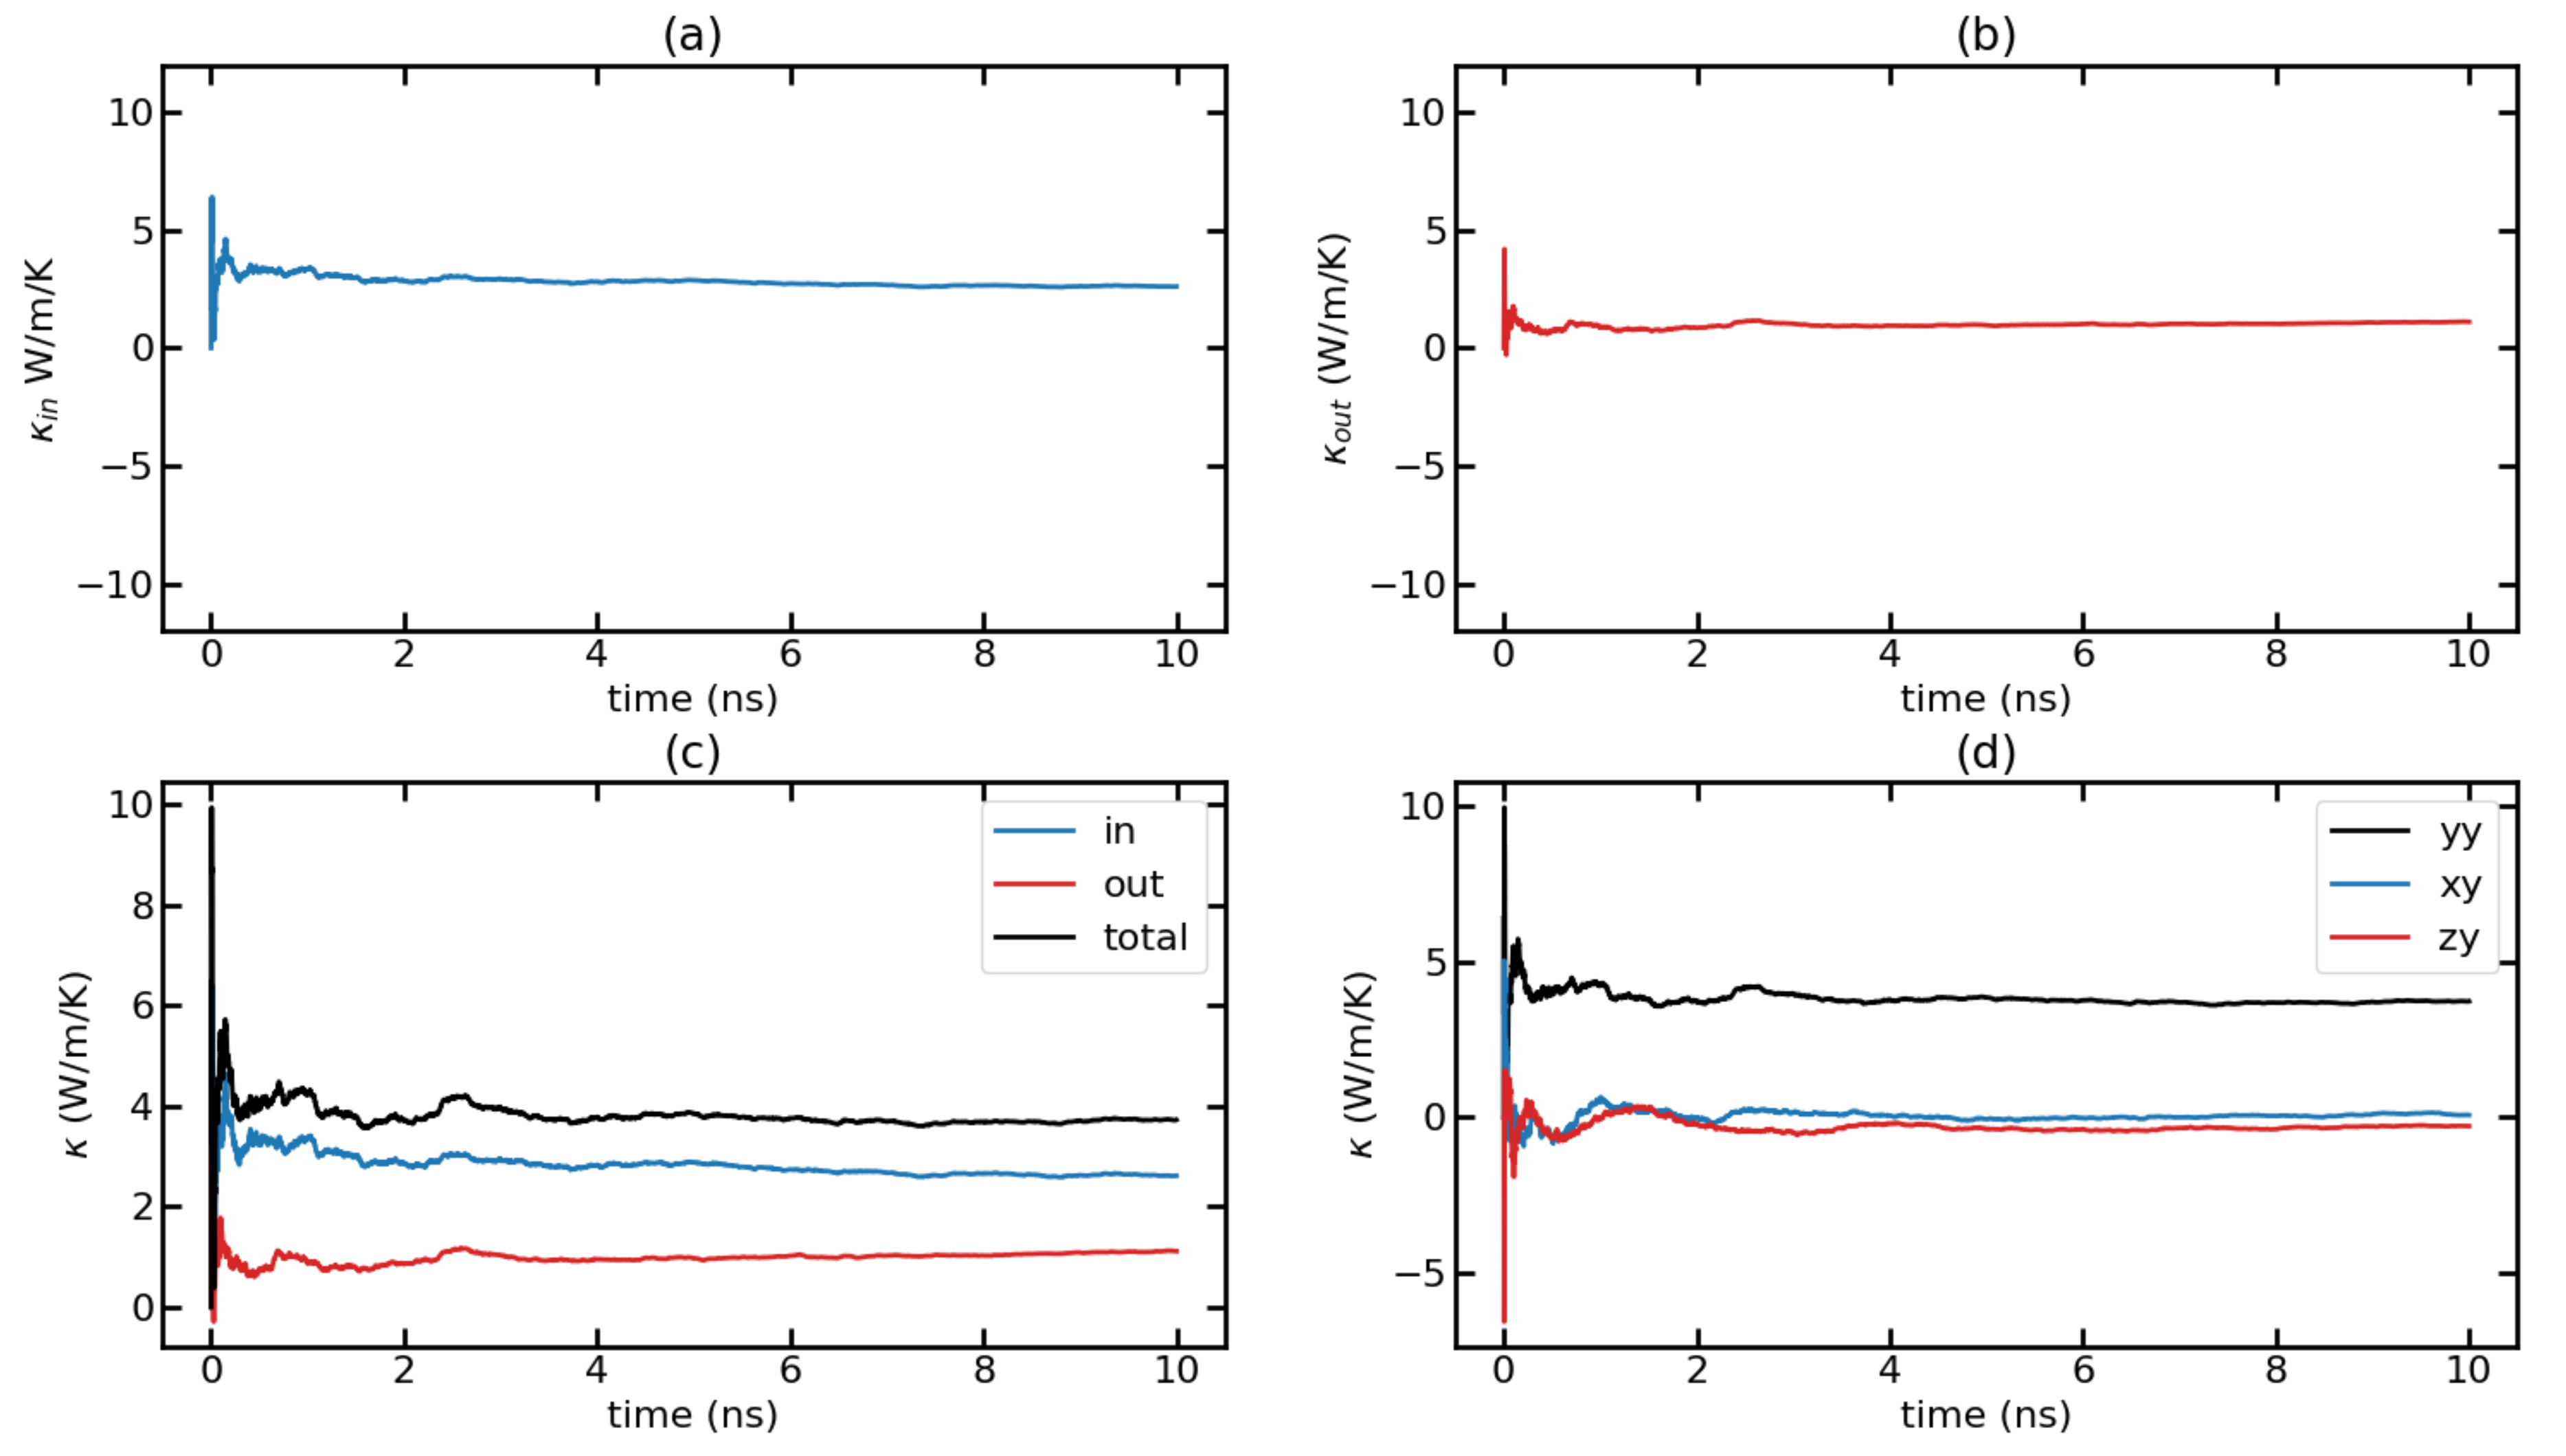 (a)
10
5
0
−5
−10
κin W/m/K
0 2 4 6 8 10
time (ns)
(b)
10
5
0
−5
−10
κout (W/m/K)
0 2 4 6 8 10
time (ns)
(c)
10
8
6
4
2
0
κ (W/m/K)
in
out
total
0 2 4 6 8 10
time (ns)
(d)
10
5
0
−5
κ (W/m/K)
yy
xy
zy
0 2 4 6 8 10
time (ns)